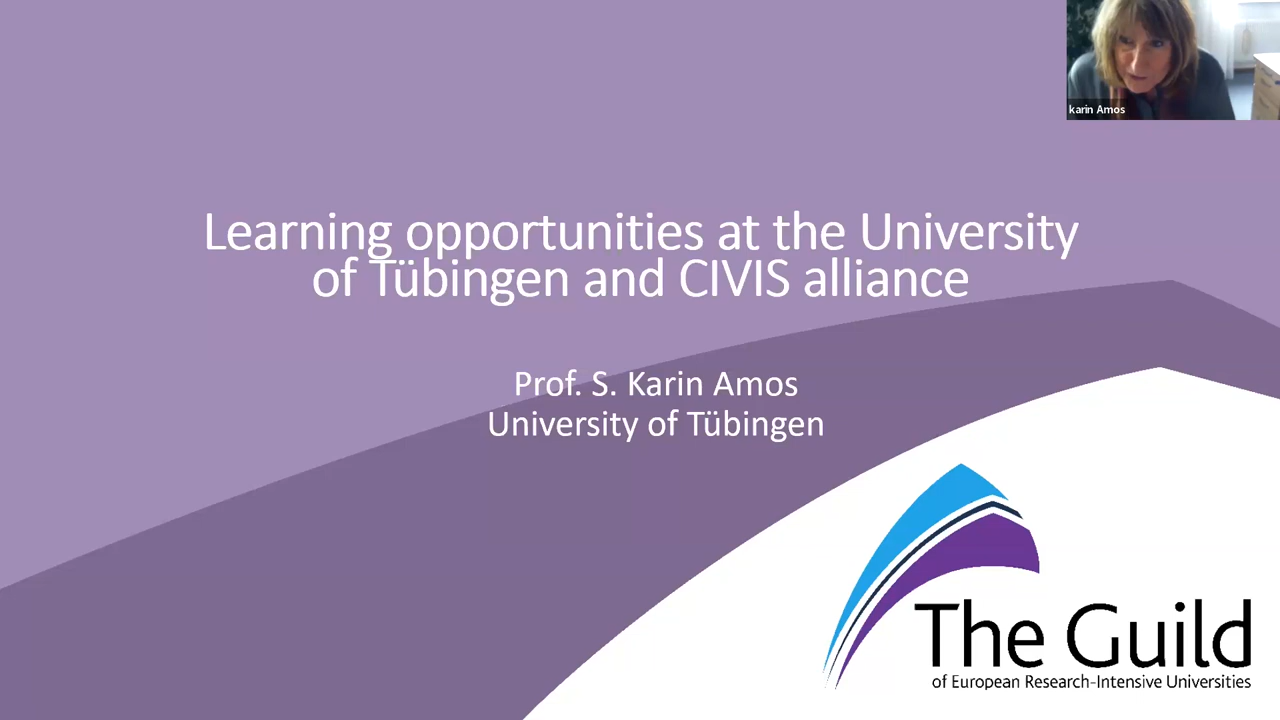 karin Amos
Learning opportunities at the University
of Tübingen and CIVIS alliance
Prof. S. Karin Amos
University of Tübingen
The Guild
of European Research-Intensive Universities